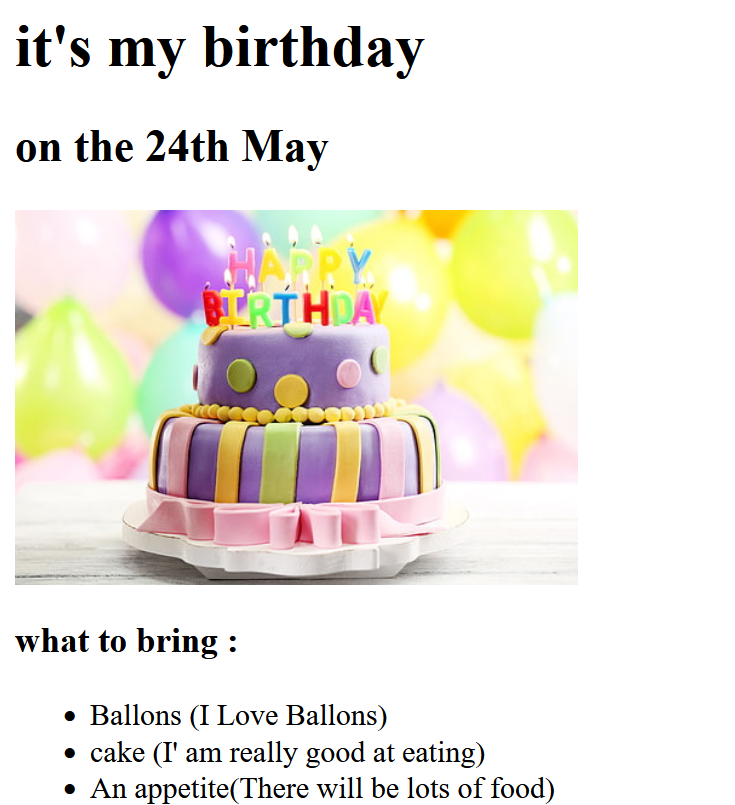 it's my birthday
on the 24th May
HAPPY
BIRTHDAY
what to bring :
Ballons (I Love Ballons)
cake (I' am really good at eating)
An appetite(There will be lots of food)